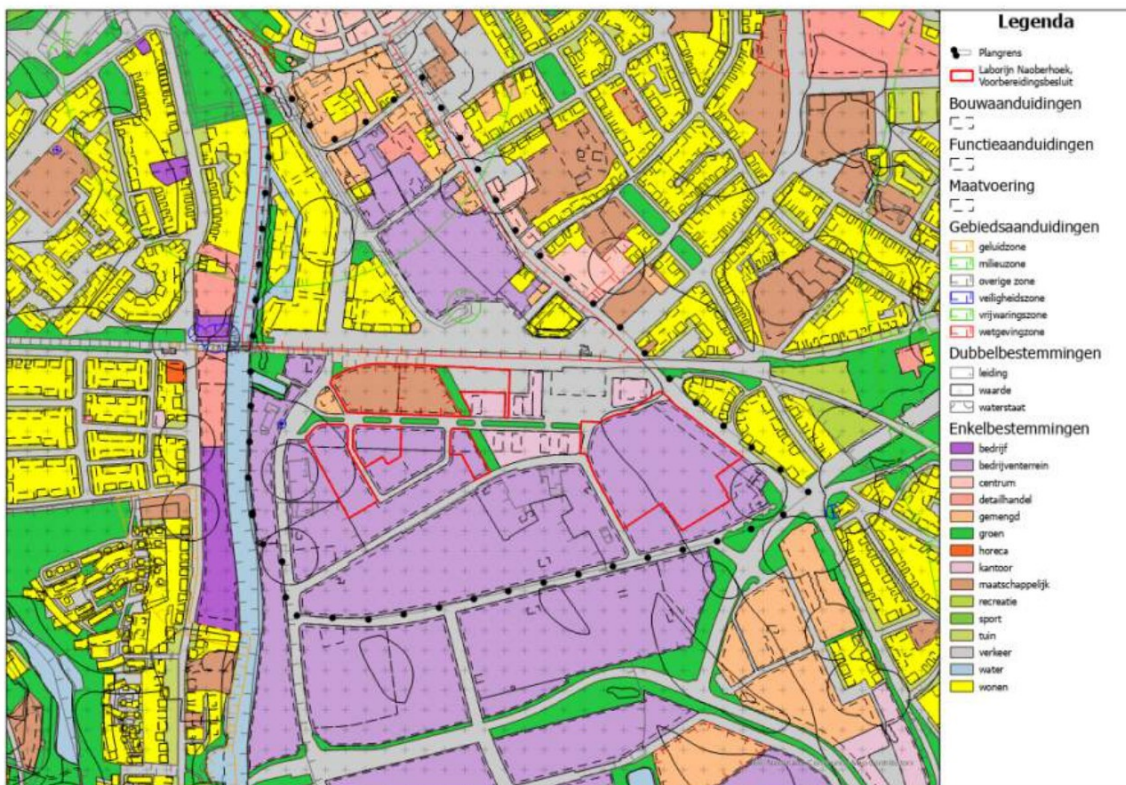 Legenda
Plangrens
Laborijn Naoberhoek,
Voorbereidingsbesluit
Bouwaanduidingen
Functieaanduidingen
Maatvoering
Gebiedsaanduidingen
geluidzone
milieuzone
overige zone
veiligheidszone
vrijwaringszone
wetgevingzone
Dubbelbestemmingen
leiding
waarde
waterstaat
Enkelbestemmingen
bedrijf
bedrijventerrein
centrum
detailhandel
gemengd
groen
horeca
kantoor
maatschappelijk
recreatie
sport
tuin
verkeer
water
wonen